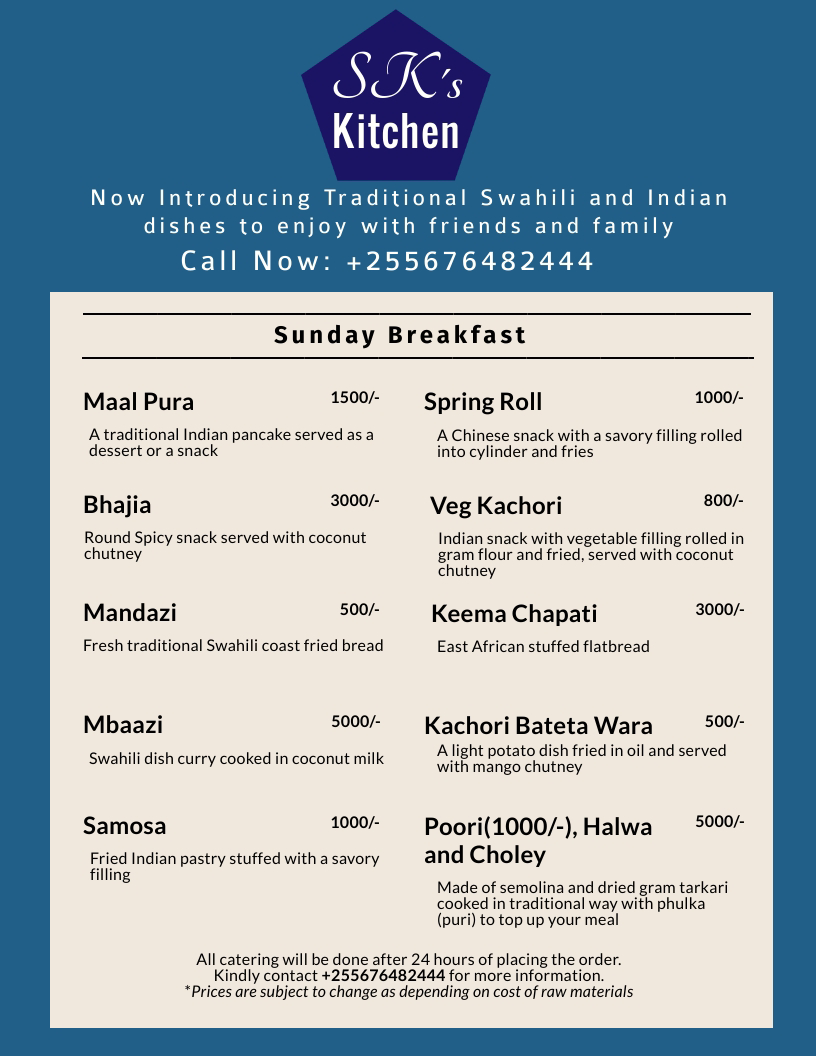 SK's
Kitchen
Now Introducing Traditional Swahili and Indian
dishes to enjoy with friends and family
Call Now: +255676482444
Sunday Breakfast
Maal Pura 1500/-
A traditional Indian pancake served as a
dessert or a snack
Bhajia 3000/-
Round Spicy snack served with coconut
chutney
Mandazi 500/-
Fresh traditional Swahili coast fried bread
Mbaazi 5000/-
Swahili dish curry cooked in coconut milk
Samosa 1000/-
Fried Indian pastry stuffed with a savory
filling
Spring Roll 1000/-
A Chinese snack with a savory filling rolled
into cylinder and fries
Veg Kachori 800/-
Indian snack with vegetable filling rolled in
gram flour and fried, served with coconut
chutney
Keema Chapati 3000/-
East African stuffed flatbread
Kachori Bateta Wara 500/-
A light potato dish fried in oil and served
with mango chutney
Poori(1000/-), Halwa 5000/-
and Choley
Made of semolina and dried gram tarkari
cooked in traditional way with phulka
(puri) to top up your meal
All catering will be done after 24 hours of placing the order.
Kindly contact +255676482444 for more information.
*Prices are subject to change as depending on cost of raw materials